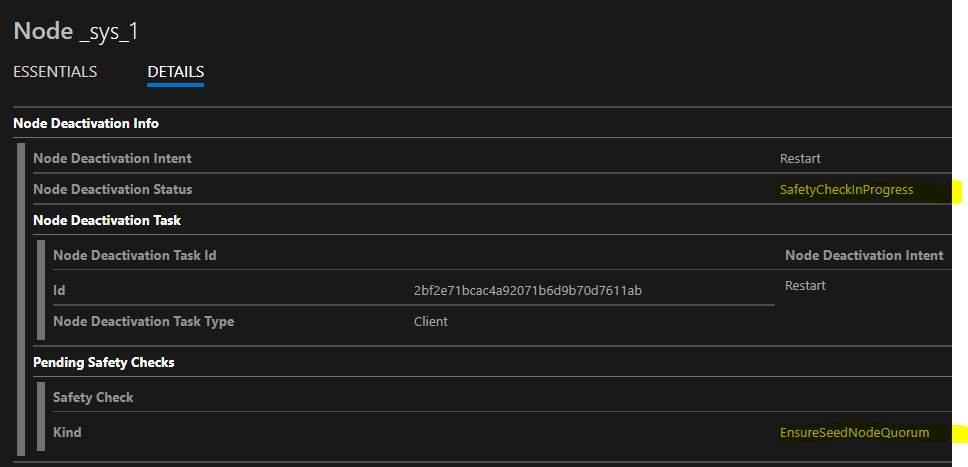 Node _sys_1
ESSENTIALS DETAILS
Node Deactivation Info
Node Deactivation Intent Restart
Node Deactivation Status SafetyCheckInProgress
Node Deactivation Task
Node Deactivation Task Id Node Deactivation Intent
Id 2bf2e71bcac4a92071b6d9b70d7611ab Restart
Node Deactivation Task Type Client
Pending Safety Checks
Safety Check
Kind EnsureSeedNodeQuorum